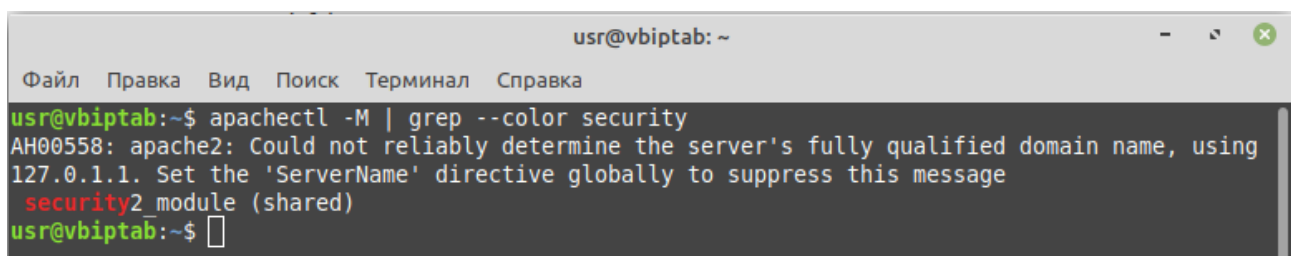 usr@vbiptab: ~
Файл Правка Вид Поиск Терминал Справка
usr@vbiptab:~$ apachectl -M | grep --color security
AH00558: apache2: Could not reliably determine the server's fully qualified domain name, using
127.0.1.1. Set the 'ServerName' directive globally to suppress this message
security2_module (shared)
usr@vbiptab:~$